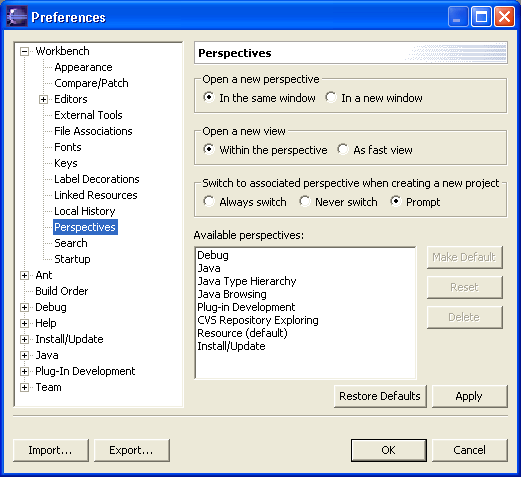 Preferences
Workbench
Appearance
Compare/Patch
Editors
External Tools
File Associations
Fonts
Keys
Label Decorations
Linked Resources
Local History
Perspectives
Search
Startup
Ant
Build Order
Debug
Help
Install/Update
Java
Plug-In Development
Team
Perspectives
Open a new perspective
In the same window In a new window
Open a new view
Within the perspective As fast view
Switch to associated perspective when creating a new project
Always switch Never switch Prompt
Available perspectives:
Debug
Java
Java Type Hierarchy
Java Browsing
Plug-in Development
CVS Repository Exploring
Resource (default)
Install/Update
Make Default
Reset
Delete
Restore Defaults Apply
Import... Export... OK Cancel